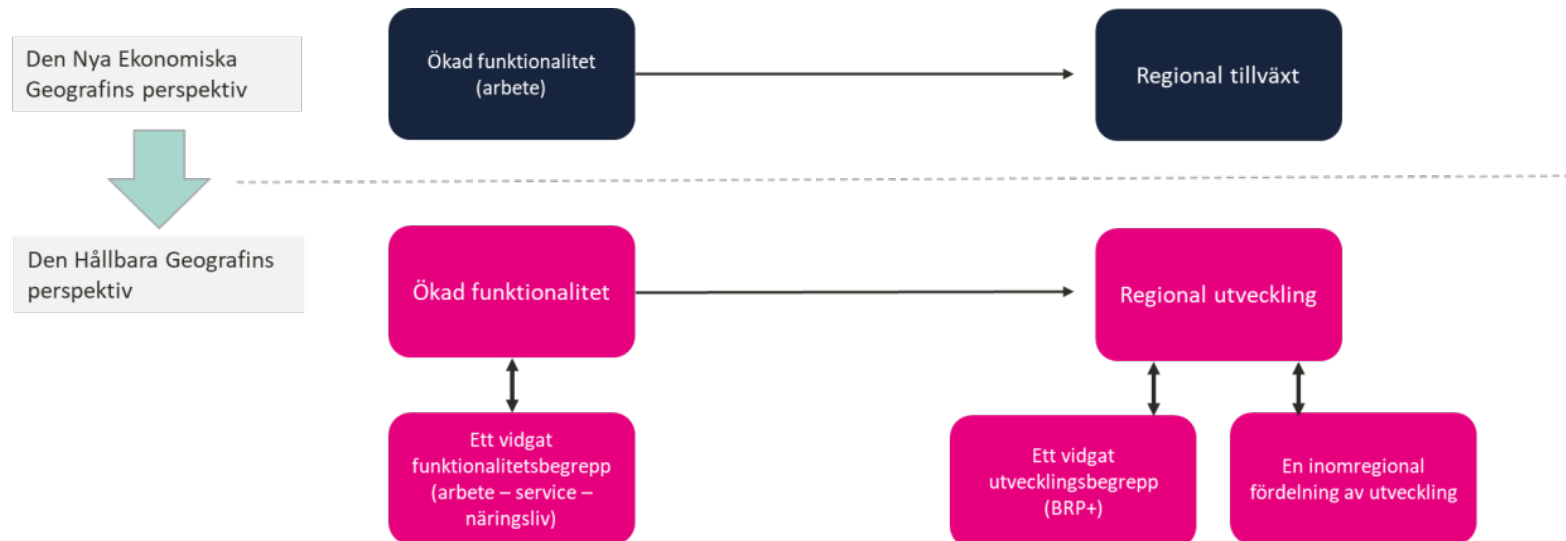 Den Nya Ekonomiska
Geografins perspektiv
Ökad funktionalitet
(arbete)
Regional tillväxt
Den Hållbara Geografins
perspektiv
Ökad funktionalitet
Regional utveckling
Ett vidgat
funktionalitetsbegrepp
(arbete – service –
näringsliv)
Ett vidgat
utvecklingsbegrepp
(BRP+)
En inomregional
fördelning av utveckling